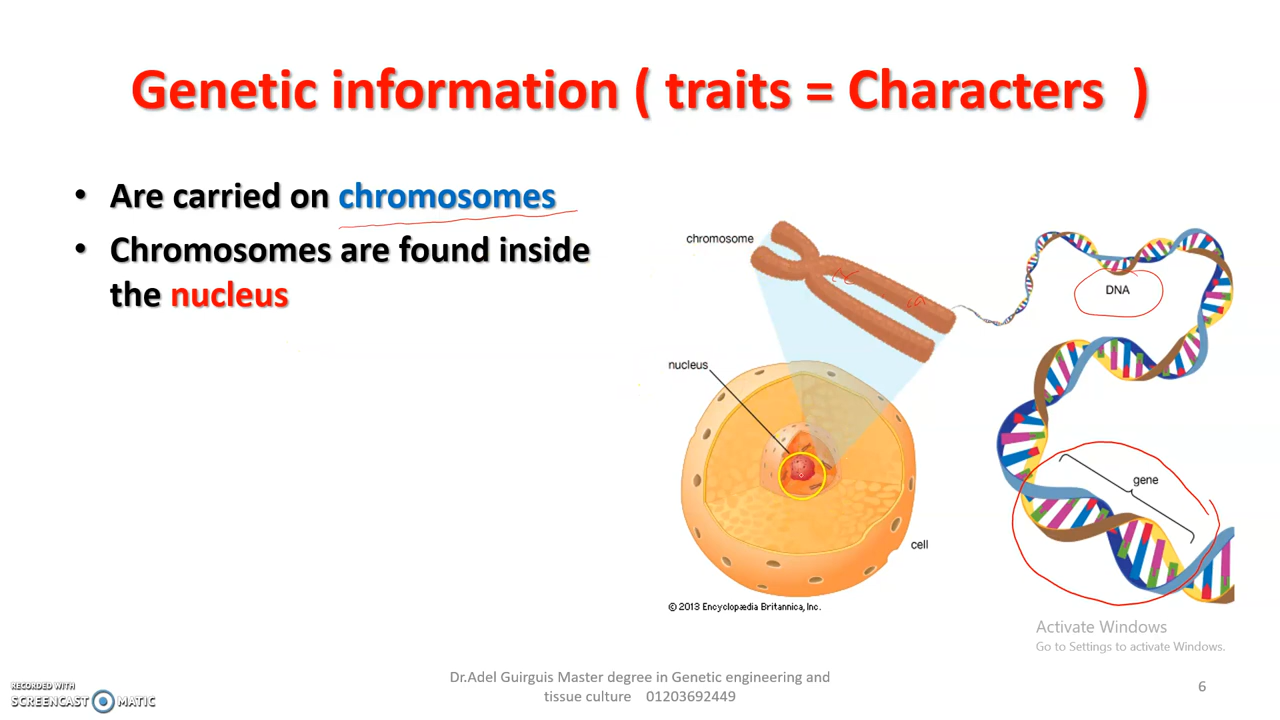 Genetic information ( traits = Characters )
• Are carried on chromosomes
• Chromosomes are found inside
the nucleus
chromosome
DNA
nucleus
gene
cell
© 2013 Encyclopædia Britannica, Inc.
Activate Windows
Go to Settings to activate Windows.
Dr.Adel Guirguis Master degree in Genetic engineering and
tissue culture 01203692449
6
RECORDED WITH
SCREENCAST MATIC